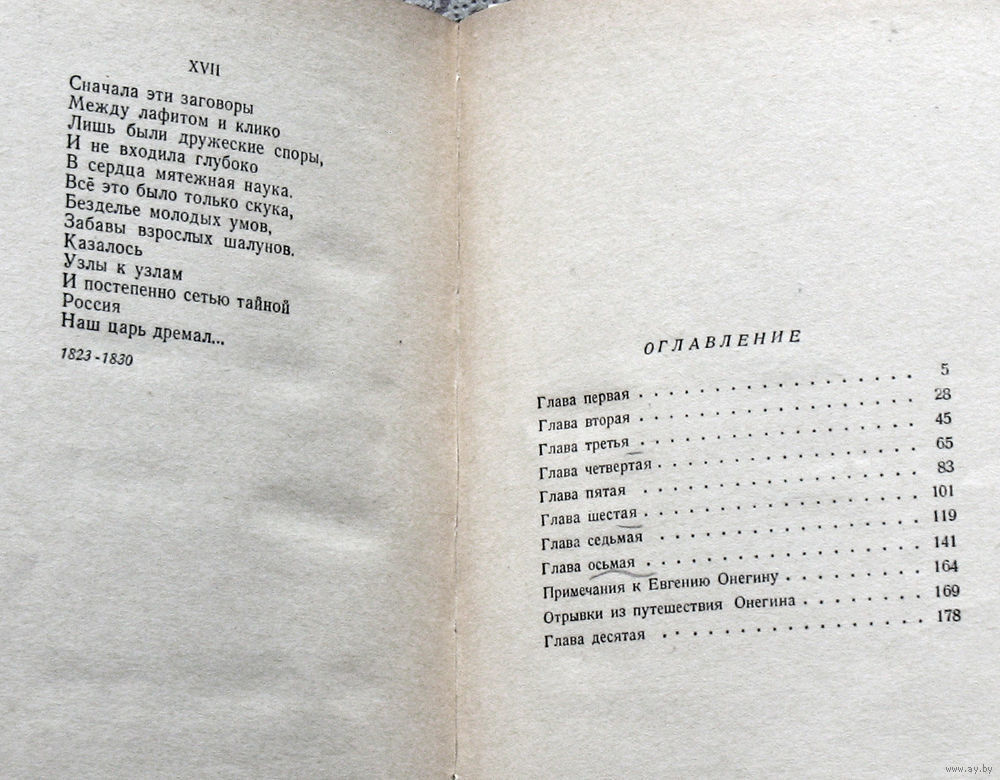 XVII
Сначала эти заговоры
Между лафитом и клико
Лишь были дружеские споры,
И не входила глубоко
В сердца мятежная наука.
Всё это было только скука,
Безделье молодых умов,
Забавы взрослых шалунов.
Казалось
Узлы к узлам
И постепенно сетью тайной
Россия
Наш царь дремал...
1823-1830
ОГЛАВЛЕНИЕ
Глава первая . . . . . . . . . . . . . . . . 5
Глава вторая . . . . . . . . . . . . . . . . 28
Глава третья . . . . . . . . . . . . . . . . 45
Глава четвертая . . . . . . . . . . . . . . . 65
Глава пятая . . . . . . . . . . . . . . . . 83
Глава шестая . . . . . . . . . . . . . . . . 101
Глава седьмая . . . . . . . . . . . . . . . 119
Глава осьмая . . . . . . . . . . . . . . . . 141
Примечания к Евгению Онегину . . . . . . . . 164
Отрывки из путешествия Онегина . . . . . . . 169
Глава десятая . . . . . . . . . . . . . . . 178
www.ay.by